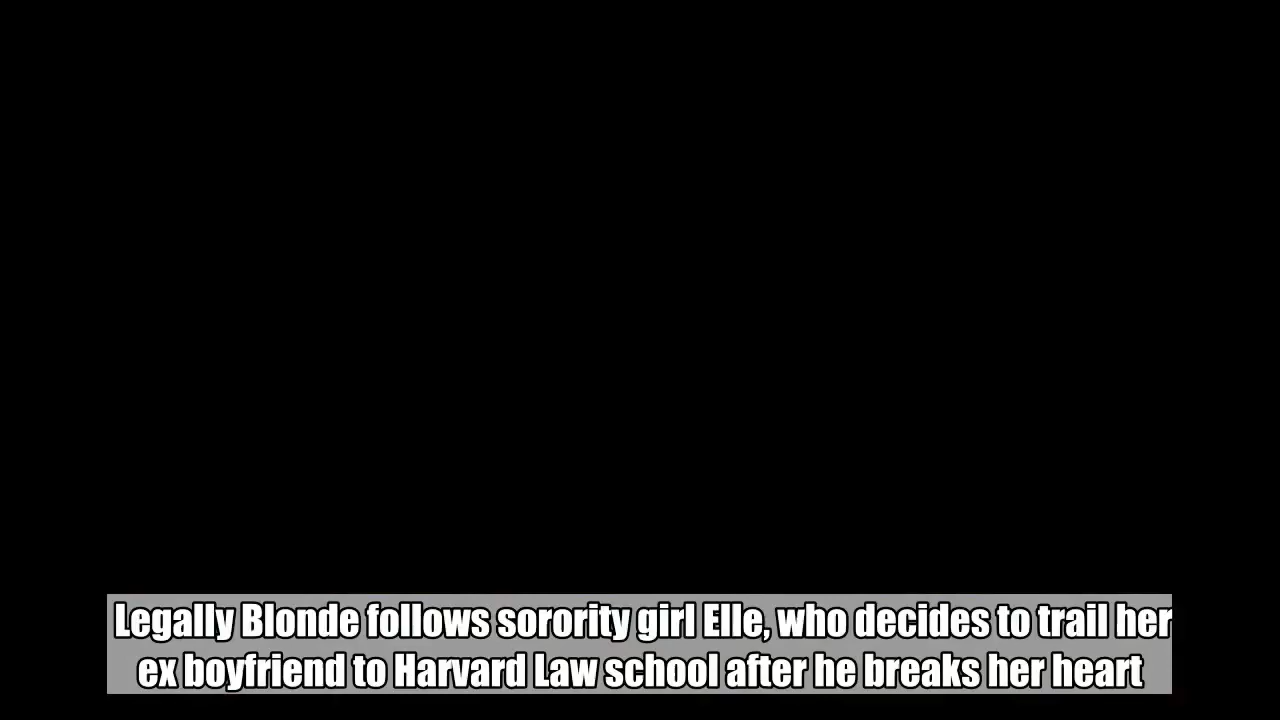 Legally Blonde follows sorority girl Elle, who decides to trail her
ex boyfriend to Harvard Law school after he breaks her heart